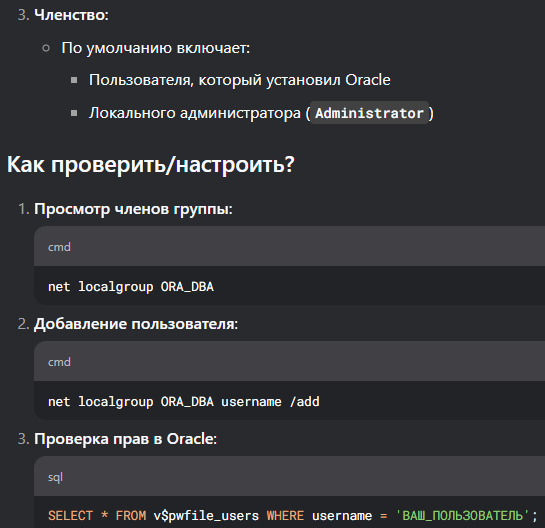 3. Членство:
По умолчанию включает:
Пользователя, который установил Oracle
Локального администратора (Administrator)
Как проверить/настроить?
1. Просмотр членов группы:
cmd
net localgroup ORA_DBA
2. Добавление пользователя:
cmd
net localgroup ORA_DBA username /add
3. Проверка прав в Oracle:
sql
SELECT * FROM v$pwfile_users WHERE username = 'ВАШ_ПОЛЬЗОВАТЕЛЬ';